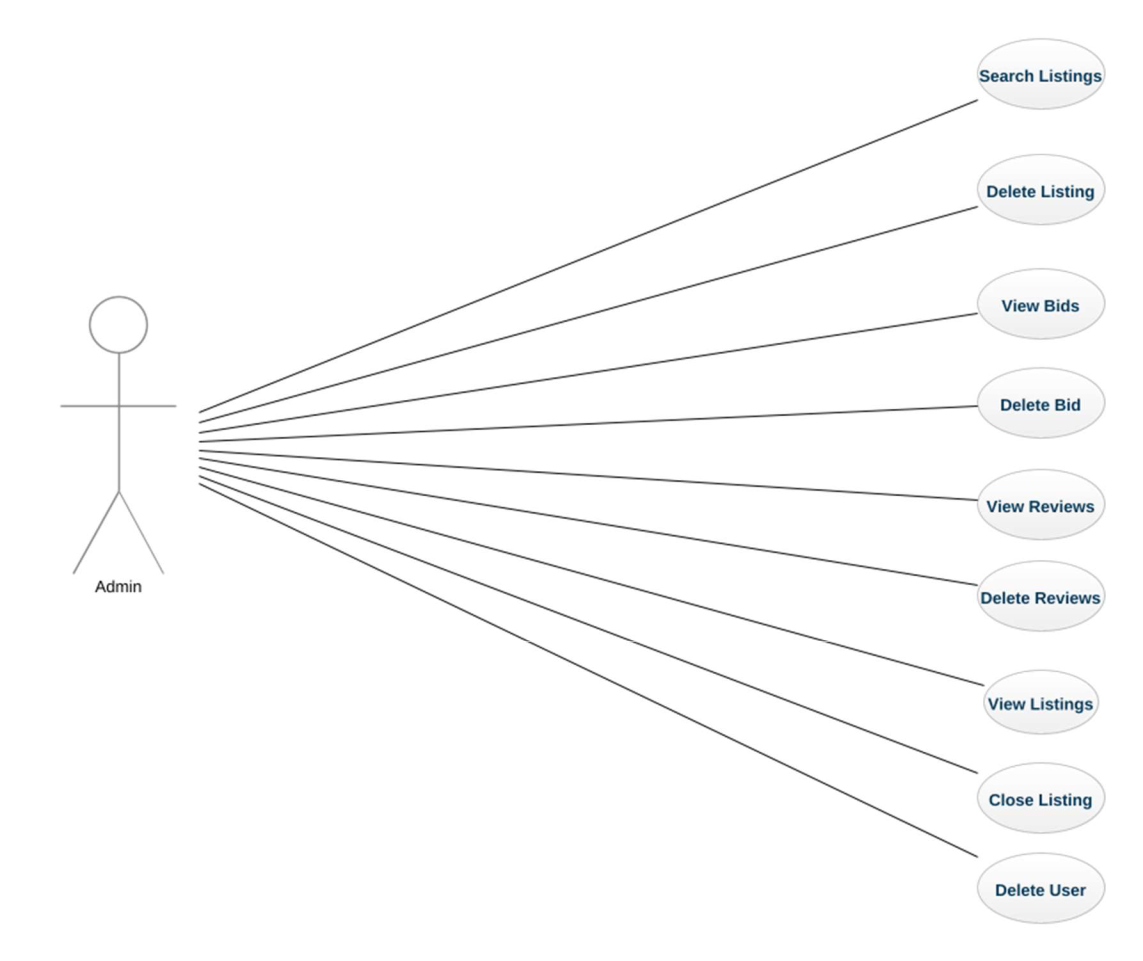 Search Listings
Delete Listing
View Bids
Delete Bid
View Reviews
Admin
Delete Reviews
View Listings
Close Listing
Delete User